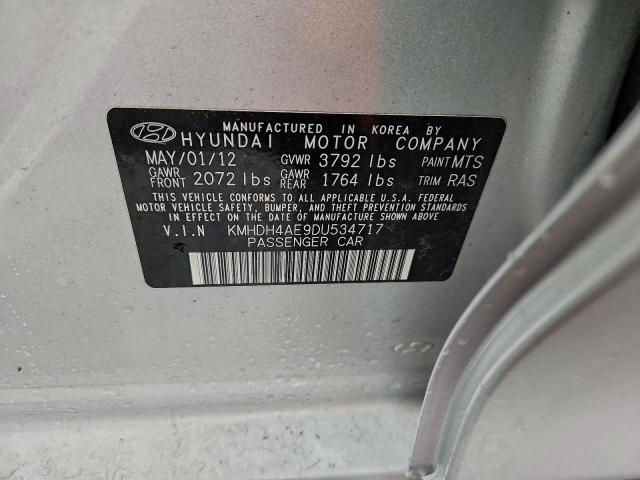 MANUFACTURED IN KOREA BY
HYUNDAI MOTOR COMPANY
MAY/01/12 GVWR 3792 lbs PAINT MTS
GAWR FRONT 2072 lbs GAWR REAR 1764 lbs TRIM RAS
THIS VEHICLE CONFORMS TO ALL APPLICABLE U.S.A. FEDERAL
MOTOR VEHICLE SAFETY, BUMPER, AND THEFT PREVENTION STANDARDS
IN EFFECT ON THE DATE OF MANUFACTURE SHOWN ABOVE.
V.I.N KMHDH4AE9DU534717
PASSENGER CAR